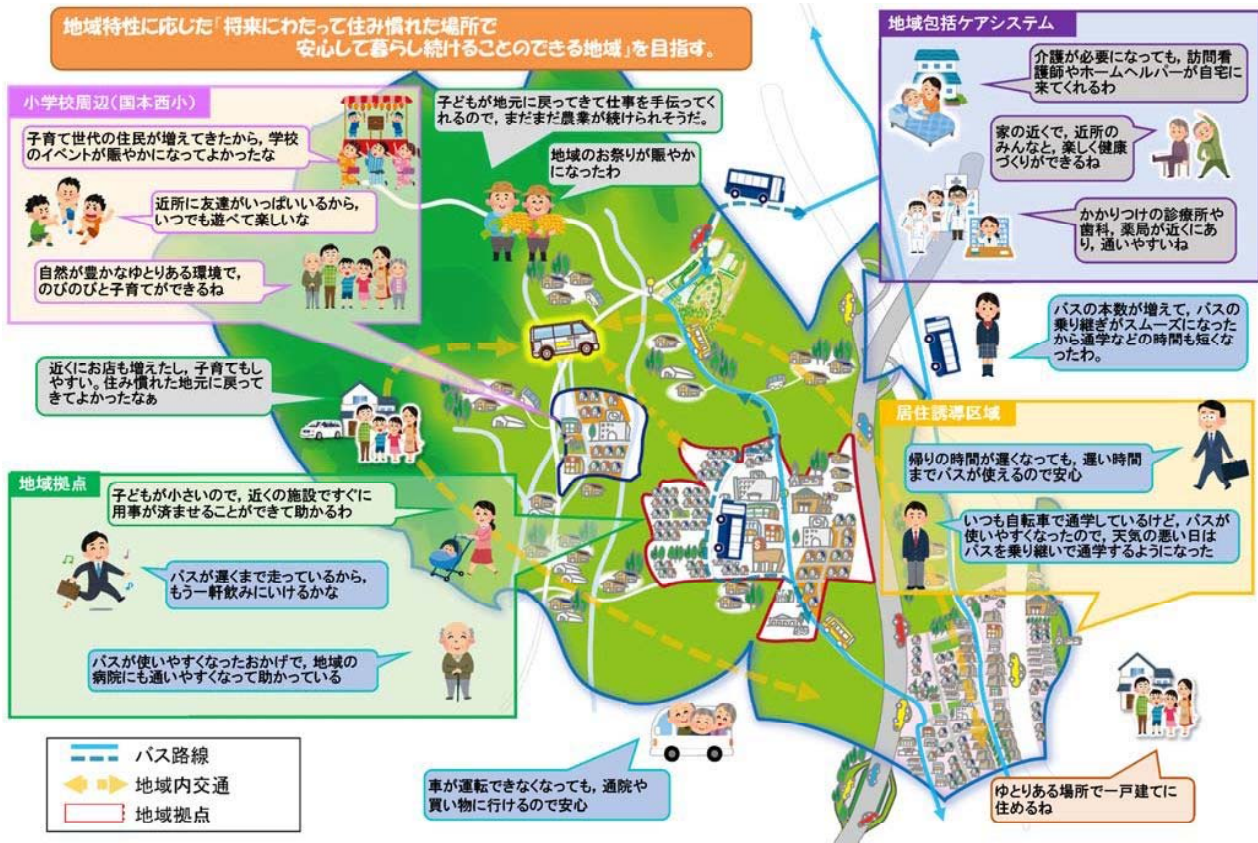 地域特性に応じた「将来にわたって住み慣れた場所で
安心して暮らし続けることのできる地域」を目指す。
小学校周辺(国本西小)
子育て世代の住民が増えてきたから,学校
のイベントが賑やかになってよかったな
近所に友達がいっぱいいるから,
いつでも遊べて楽しいな
自然が豊かなゆとりある環境で,
のびのびと子育てができるね
子どもが地元に戻ってきて仕事を手伝ってく
れるので,まだまだ農業が続けられそうだ。
地域のお祭りが賑やか
になったわ
地域包括ケアシステム
介護が必要になっても,訪問看
護師やホームヘルパーが自宅に
来てくれるわ
家の近くで,近所の
みんなと,楽しく健康
づくりができるね
かかりつけの診療所や
歯科,薬局が近くにあ
り,通いやすいね
バスの本数が増えて,バスの
乗り継ぎがスムーズになった
から通学などの時間も短くな
ったわ。
近くにお店も増えたし,子育てもし
やすい。住み慣れた地元に戻って
きてよかったなぁ
居住誘導区域
帰りの時間が遅くなっても,遅い時間
までバスが使えるので安心
いつも自転車で通学しているけど,バスが
使いやすくなったので,天気の悪い日は
バスを乗り継いで通学するようになった
地域拠点
子どもが小さいので,近くの施設ですぐに
用事が済ませることができて助かるわ
バスが遅くまで走っているから,
もう一軒飲みにいけるかな
バスが使いやすくなったおかげで,地域の
病院にも通いやすくなって助かっている
バス路線
地域内交通
地域拠点
車が運転できなくなっても,通院や
買い物に行けるので安心
ゆとりある場所で一戸建てに
住めるね